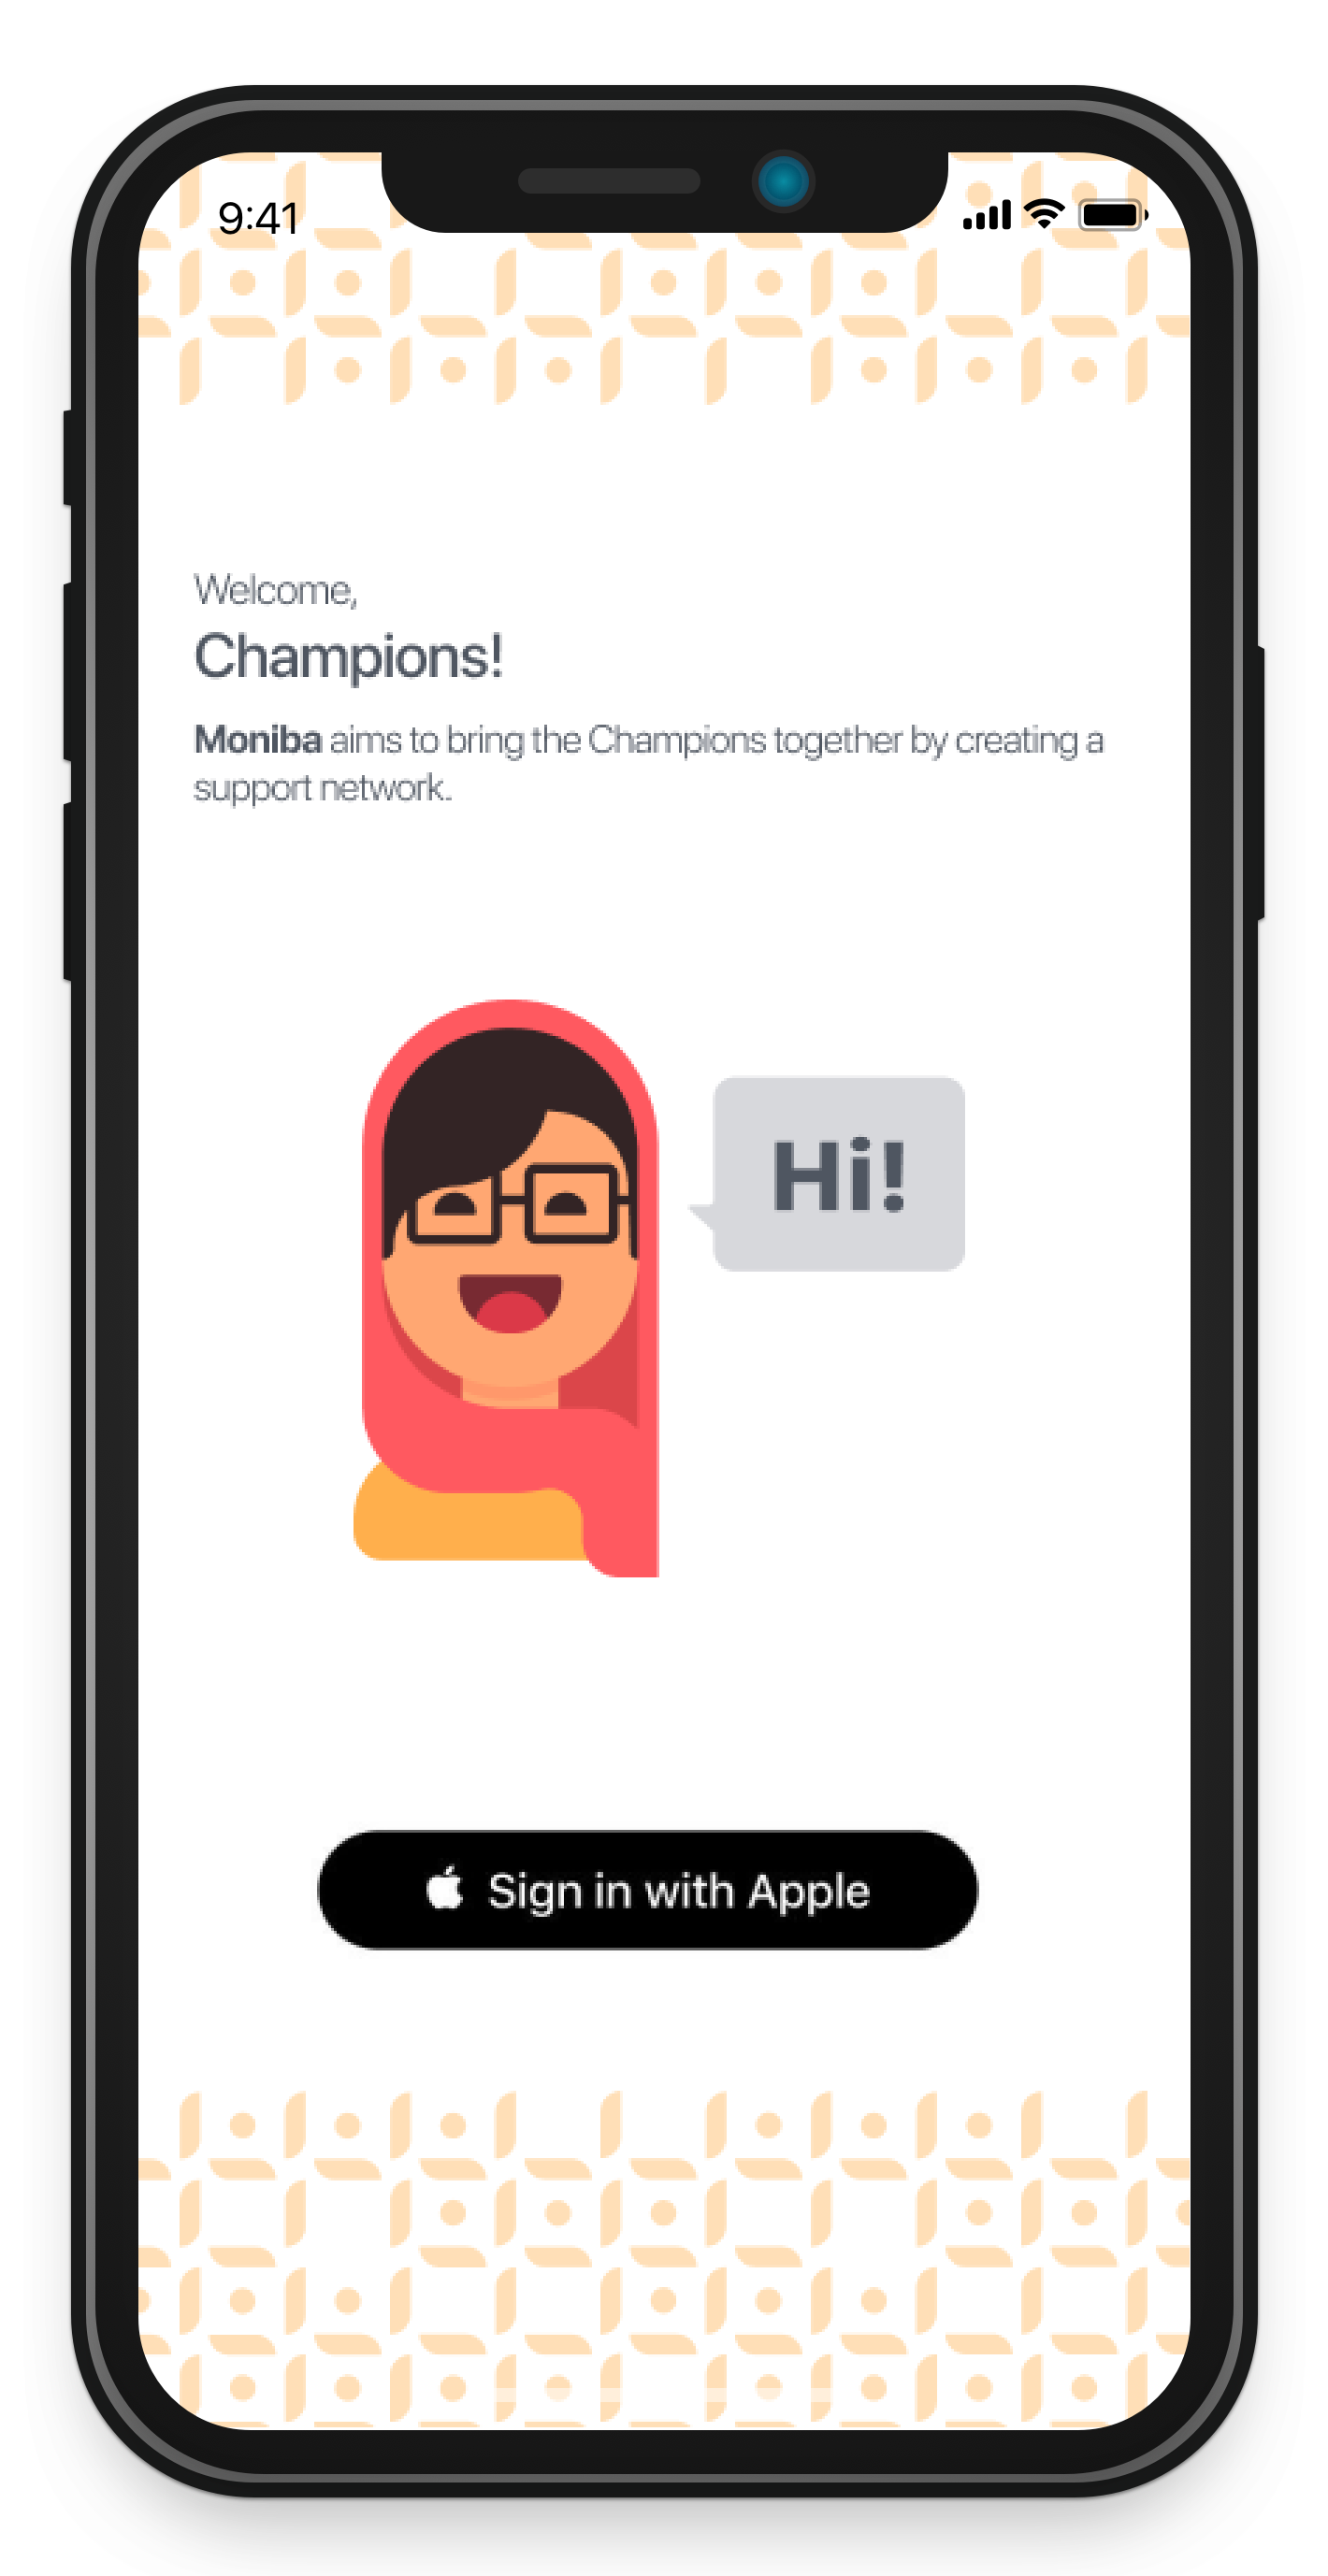 9:41
Welcome,
Champions!
Moniba aims to bring the Champions together by creating a
support network..
Hi!
Sign in with Apple